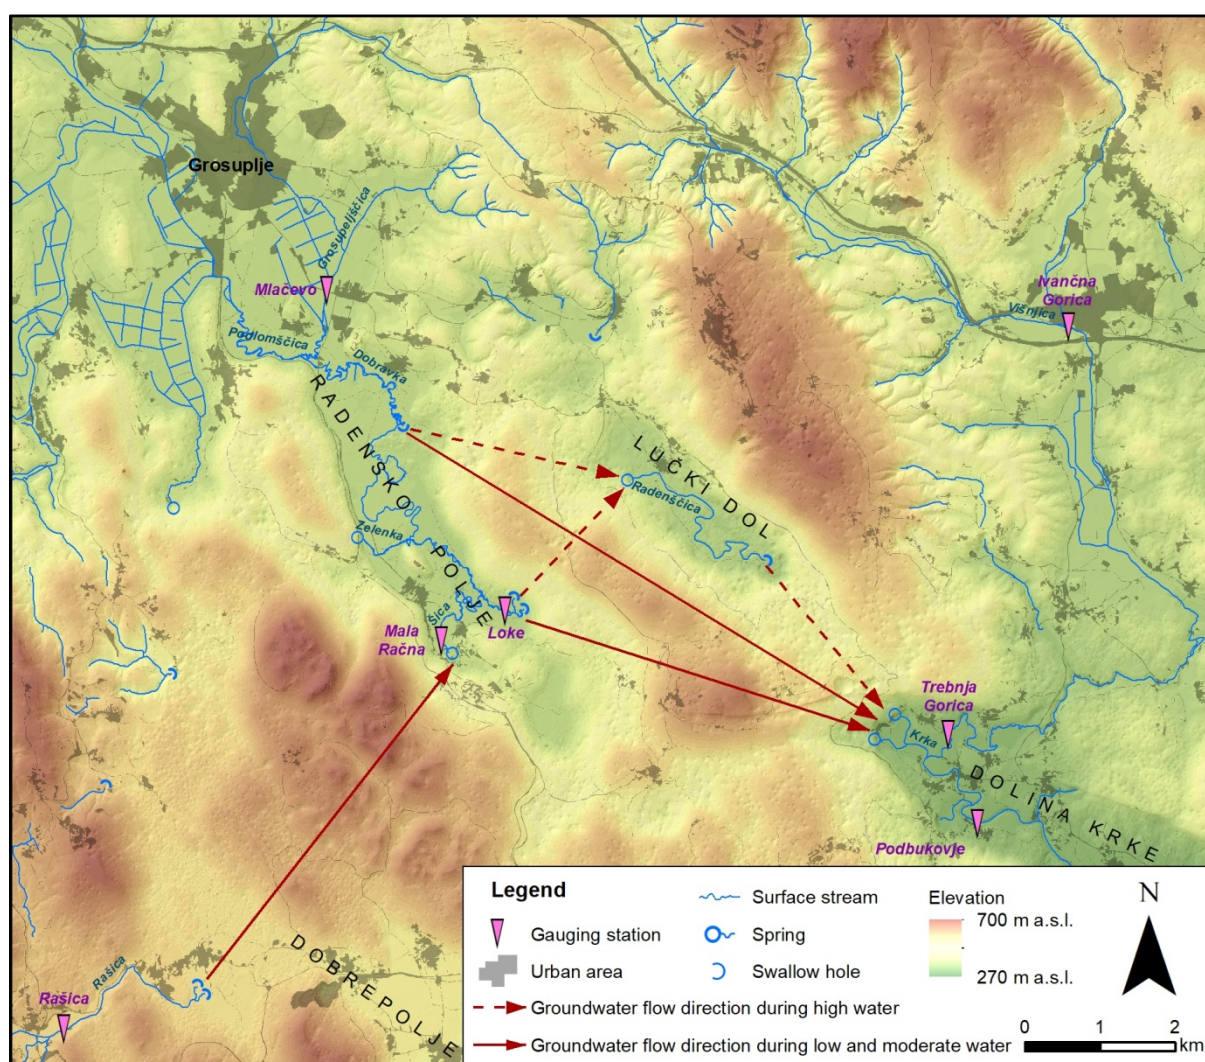 Grosuplje
Grosupeljščica
Mlačevo
Ivančna
Gorica
Višnjica
Podlomščica
Dobravka
RADENSKO POLJE
LUČKI DOL
Radenščica
Zelenka
Šica
Loke
Mala
Račna
Trebnja
Gorica
Krka
DOLINA KRKE
Podbukovje
DOBREPOLJE
Rašica
Rašica
Legend
Gauging station
Urban area
Surface stream
Spring
Swallow hole
Elevation
700 m a.s.l.
270 m a.s.l.
Groundwater flow direction during high water
Groundwater flow direction during low and moderate water
N
0 1 2
km